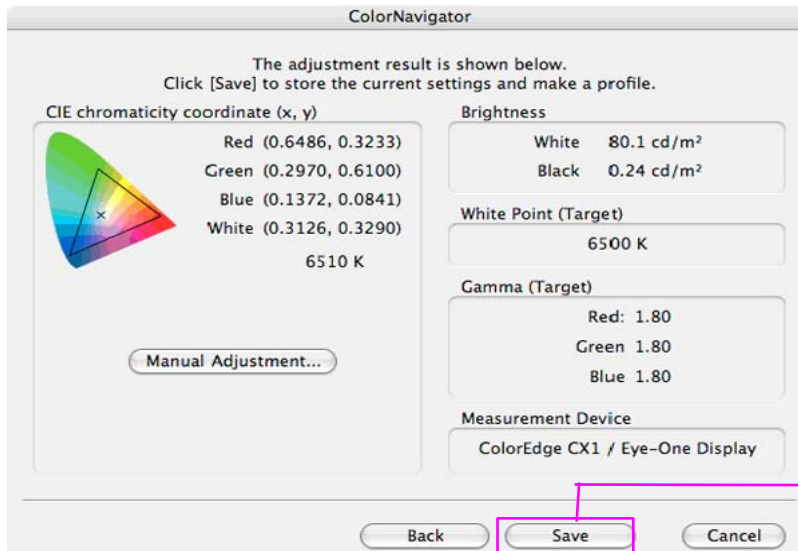 ColorNavigator
The adjustment result is shown below.
Click [Save] to store the current settings and make a profile.
CIE chromaticity coordinate (x, y)
Red (0.6486, 0.3233)
Green (0.2970, 0.6100)
Blue (0.1372, 0.0841)
White (0.3126, 0.3290)
6510 K
Manual Adjustment...
Brightness
White 80.1 cd/m²
Black 0.24 cd/m²
White Point (Target)
6500 K
Gamma (Target)
Red: 1.80
Green 1.80
Blue 1.80
Measurement Device
ColorEdge CX1 / Eye-One Display
Back
Save
Cancel